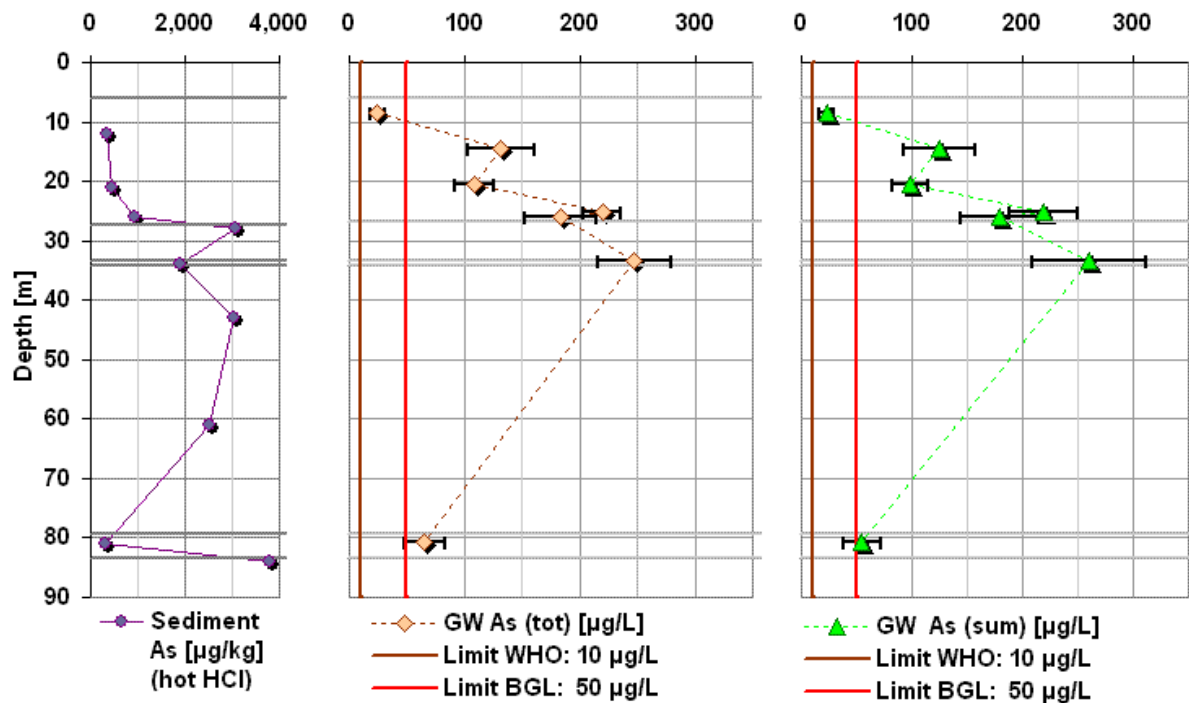 0 2,000 4,000 0 100 200 300 0 100 200 300
0
10
20
30
40
50
60
70
80
90
Depth [m]
Sediment
As [µg/kg]
(hot HCl)
GW As (tot) [µg/L]
Limit WHO: 10 µg/L
Limit BGL: 50 µg/L
GW As (sum) [µg/L]
Limit WHO: 10 µg/L
Limit BGL: 50 µg/L